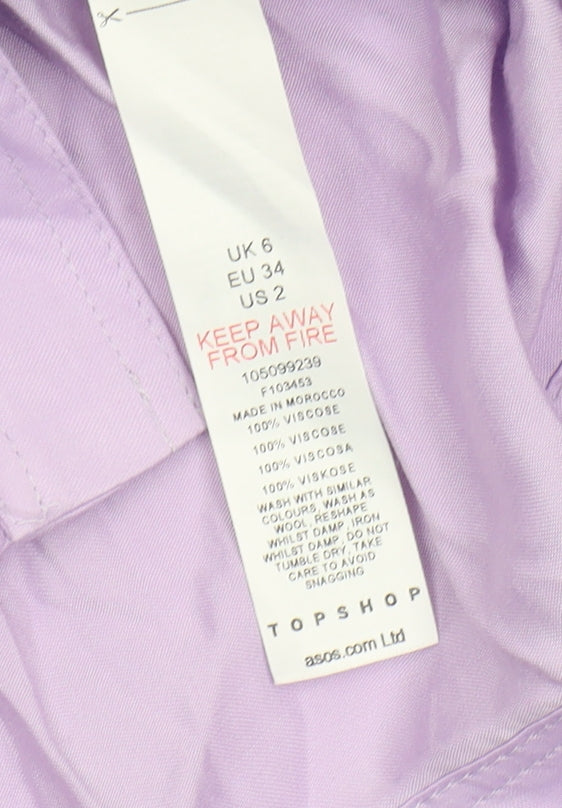 UK 6
EU 34
US 2
KEEP AWAY
FROM FIRE
105099239
F103453
MADE IN MOROCCO
100% VISCOSE
100% VISCOSE
100% VISCOSA
100% VISKOSE
WASH WITH SIMILAR
COLOURS, WASH AS
WOOL, RESHAPE
WHILST DAMP, IRON
WHILST DAMP, DO NOT
TUMBLE DRY, TAKE
CARE TO AVOID
SNAGGING
TOPSHOP
asos.com Ltd